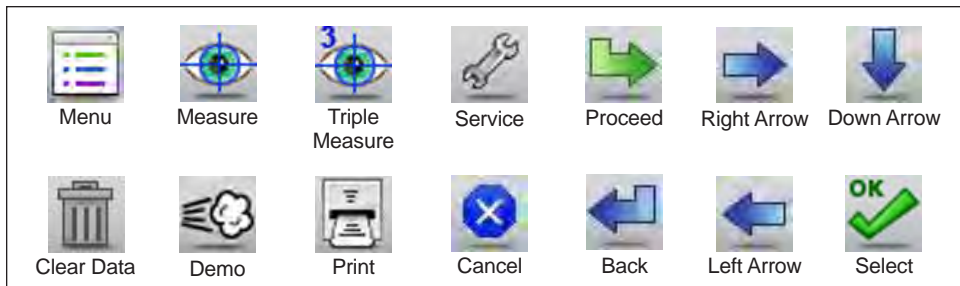 3
Menu Measure Triple Measure Service Proceed Right Arrow Down Arrow
OK
Clear Data Demo Print Cancel Back Left Arrow Select